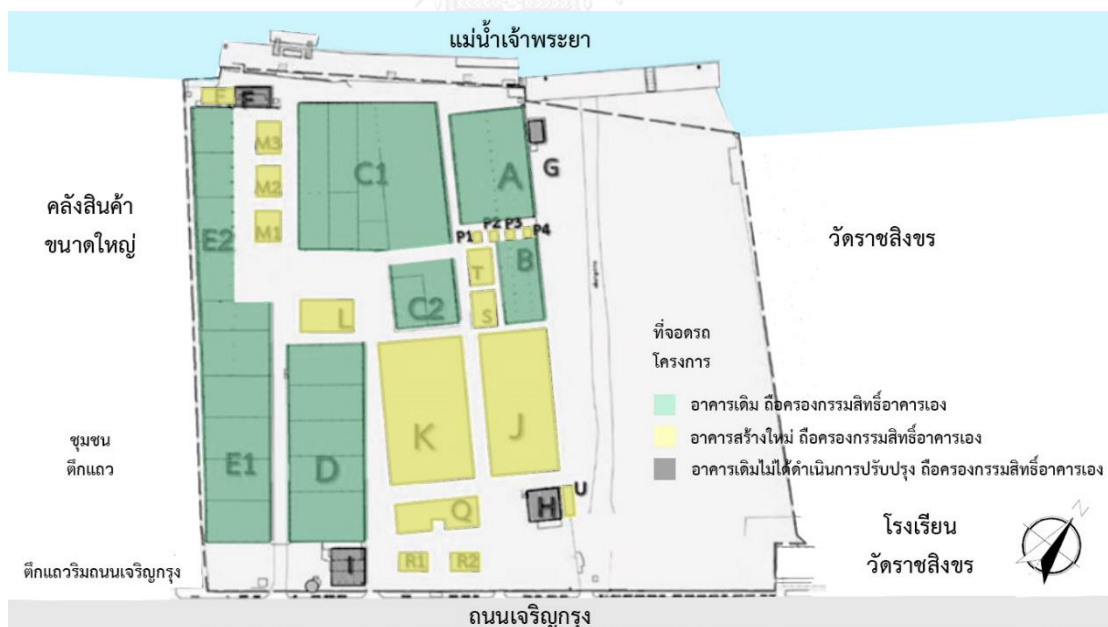 แม่น้ำเจ้าพระยา
F F
M3
C1
A
G
คลังสินค้า
ขนาดใหญ่
M2
P1 P2 P3 P4
M1
E2
วัดราชสิงขร
T
B
C2
L
S
ที่จอดรถ
โครงการ
อาคารเดิม ถือครองกรรมสิทธิ์อาคารเอง
K
J
อาคารสร้างใหม่ ถือครองกรรมสิทธิ์อาคารเอง
ชุมชน
ตึกแถว
E1
D
อาคารเดิมไม่ได้ดำเนินการปรับปรุง ถือครองกรรมสิทธิ์อาคารเอง
U
H
Q
โรงเรียน
วัดราชสิงขร
N
ตึกแถวริมถนนเจริญกรุง
I
R1
R2
ถนนเจริญกรุง